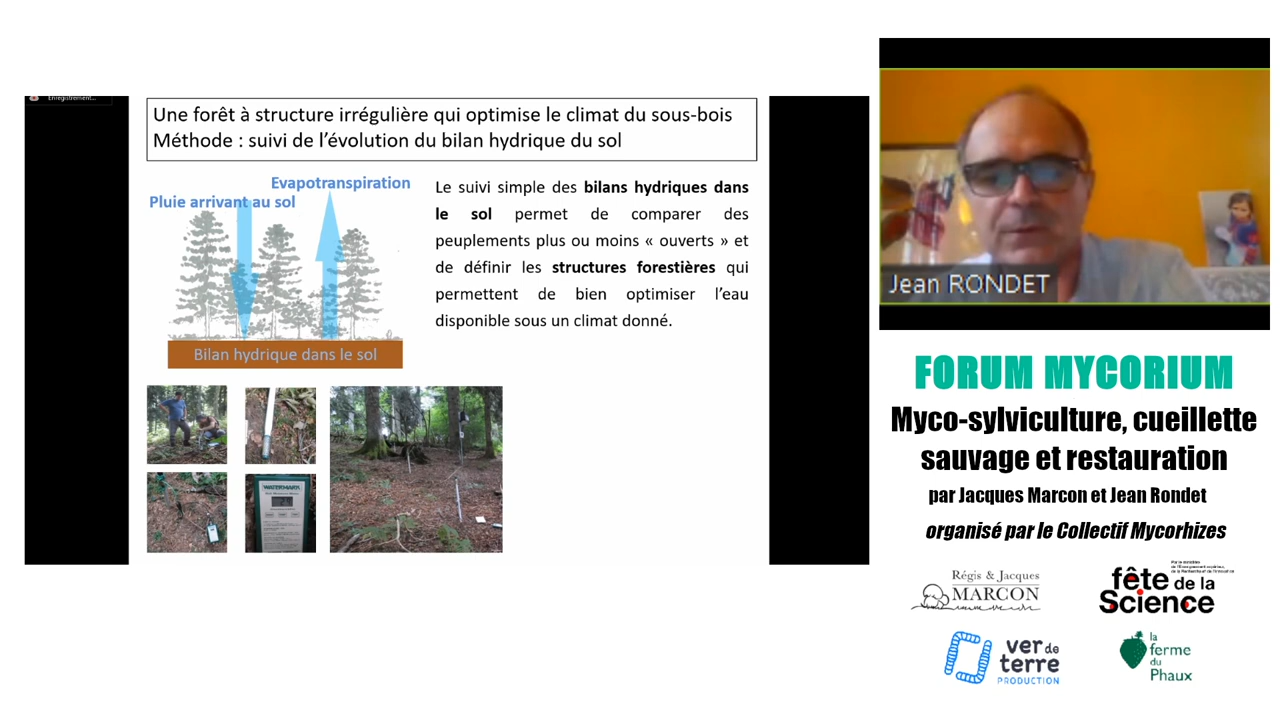 Enregistrement...
Une forêt à structure irrégulière qui optimise le climat du sous-bois
Méthode : suivi de l’évolution du bilan hydrique du sol
Evapotranspiration
Pluie arrivant au sol
Bilan hydrique dans le sol
Le suivi simple des bilans hydriques dans
le sol permet de comparer des
peuplements plus ou moins « ouverts » et
de définir les structures forestières qui
permettent de bien optimiser l’eau
disponible sous un climat donné.
WATERMARK
Jean RONDET
FORUM MYCORIUM
Myco-sylviculture, cueillette
sauvage et restauration
par Jacques Marcon et Jean Rondet
organisé par le Collectif Mycorhizes
Régis & Jacques
MARCON
fête de la
Science
ver de
terre
PRODUCTION
la
ferme
du
Phaux